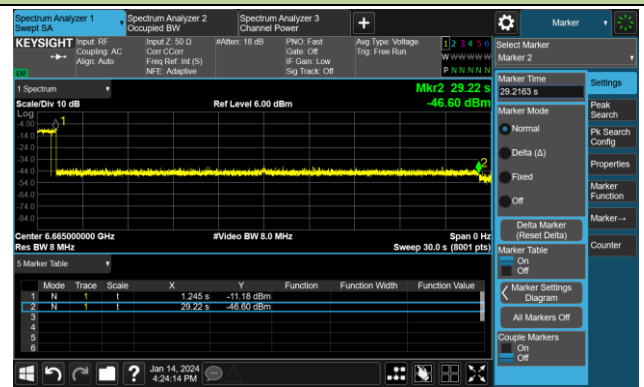 Spectrum Analyzer 1
Swept SA
Spectrum Analyzer 2
Occupied BW
Spectrum Analyzer 3
Channel Power
Marker
KEYSIGHT
Input: RF
Coupling: AC
Align: Auto
Input Z: 50 Ω
Corr CCorr
Freq Ref: Int (S)
NFE: Adaptive
#Atten: 18 dB
PNO: Fast
Gate: Off
IF Gain: Low
Sig Track: Off
Avg Type: Voltage
Trig: Free Run
1 2 3 4 5 6
W W W W W W
P N N N N N
LXI
1 Spectrum
Scale/Div 10 dB
Ref Level 6.00 dBm
Mkr2 29.22 s
-46.60 dBm
Log
-4.00
-14.0
-24.0
-34.0
-44.0
-54.0
-64.0
-74.0
-84.0
1
2
Center 6.665000000 GHz
Res BW 8 MHz
#Video BW 8.0 MHz
Span 0 Hz
Sweep 30.0 s (8001 pts)
5 Marker Table
Mode Trace Scale X Y Function Function Width Function Value
1 N 1 t 1.245 s -11.18 dBm
2 N 1 t 29.22 s -46.60 dBm
3
4
5
6
Select Marker
Marker 2
Marker Time
29.2163 s
Marker Mode
Normal
Delta (Δ)
Fixed
Off
Delta Marker
(Reset Delta)
Marker Table
On
Off
Marker Settings
Diagram
All Markers Off
Couple Markers
On
Off
Settings
Peak
Search
Pk Search
Config
Properties
Marker
Function
Marker→
Counter
?
Jan 14, 2024
4:24:14 PM